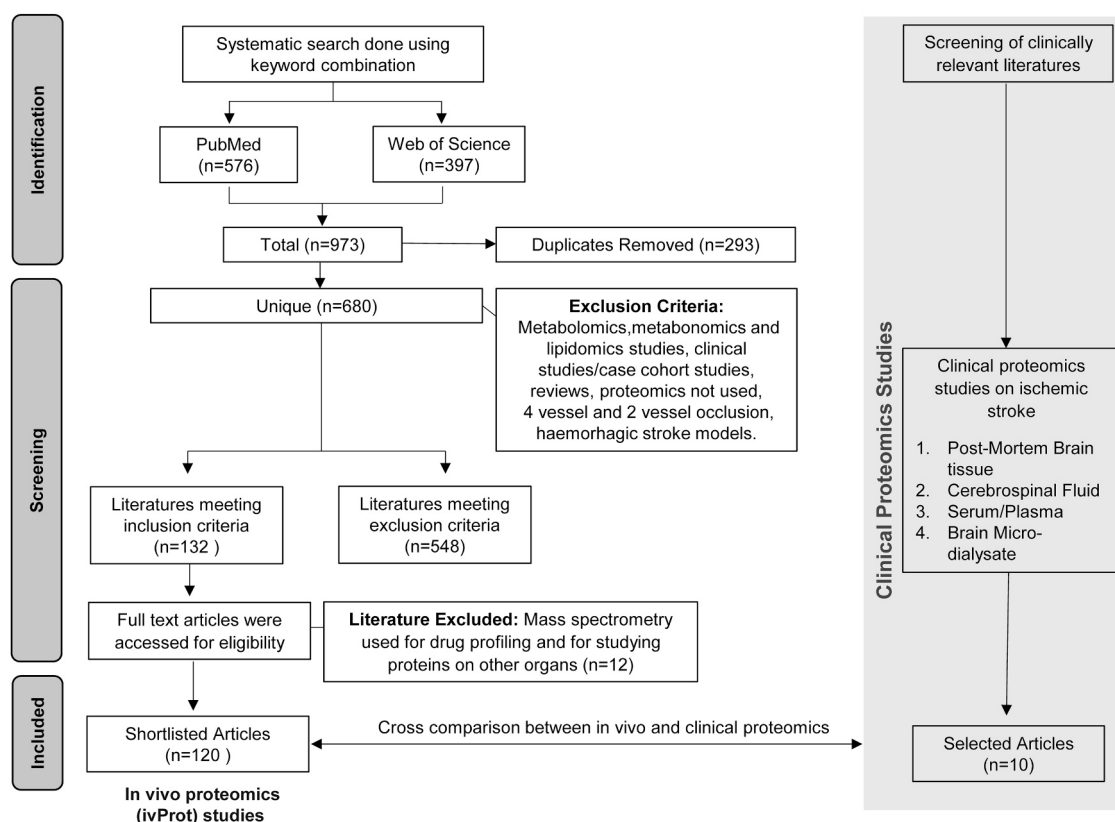 Identification
Systematic search done using
keyword combination
PubMed
(n=576)
Web of Science
(n=397)
Total (n=973)
Duplicates Removed (n=293)
Screening
Unique (n=680)
Exclusion Criteria:
Metabolomics,metabonomics and
lipidomics studies, clinical
studies/case cohort studies,
reviews, proteomics not used,
4 vessel and 2 vessel occlusion,
haemorhagic stroke models.
Literatures meeting
inclusion criteria
(n=132 )
Literatures meeting
exclusion criteria
(n=548)
Full text articles were
accessed for eligibility
Literature Excluded: Mass spectrometry
used for drug profiling and for studying
proteins on other organs (n=12)
Included
Shortlisted Articles
(n=120 )
In vivo proteomics
(ivProt) studies
Cross comparison between in vivo and clinical proteomics
Clinical Proteomics Studies
Screening of clinically
relevant literatures
Clinical proteomics
studies on ischemic
stroke
1. Post-Mortem Brain
tissue
2. Cerebrospinal Fluid
3. Serum/Plasma
4. Brain Micro-
dialysate
Selected Articles
(n=10)